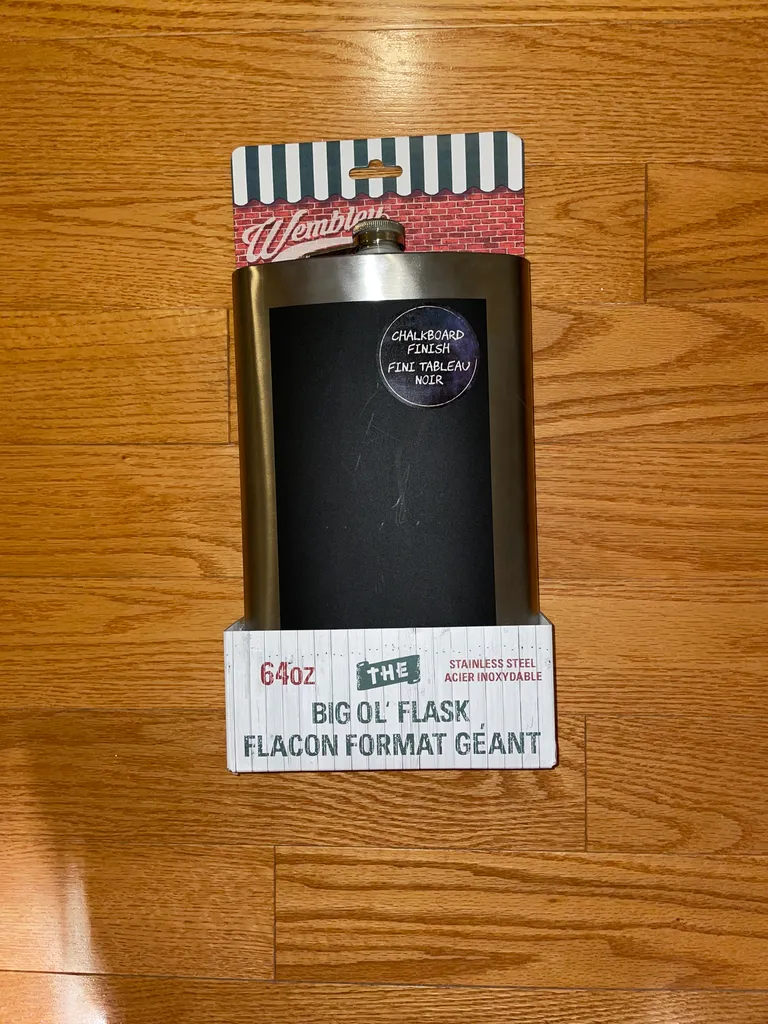 Wembley
CHALKBOARD
FINISH
FINI TABLEAU
NOIR
64oz
THE
STAINLESS STEEL
ACIER INOXYDABLE
BIG OL' FLASK
FLACON FORMAT GÉANT